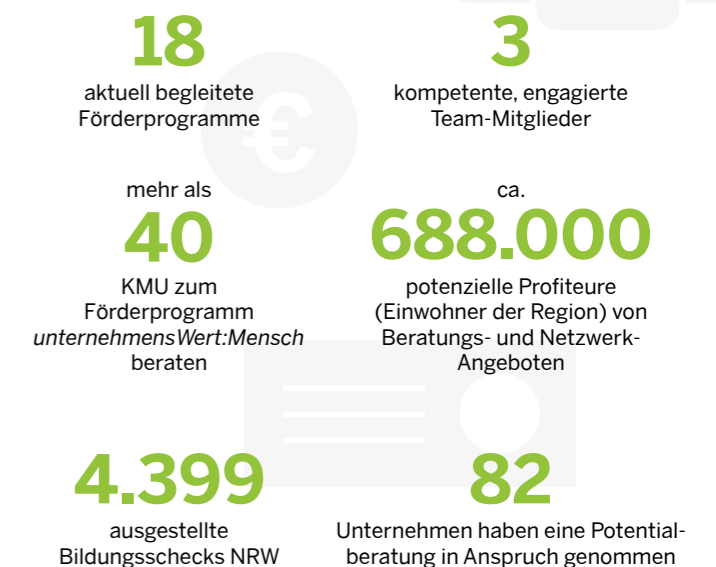 18
aktuell begleitete
Förderprogramme
3
kompetente, engagierte
Team-Mitglieder
mehr als
40
KMU zum
Förderprogramm
unternehmensWert:Mensch
beraten
ca.
688.000
potenzielle Profiteure
(Einwohner der Region) von
Beratungs- und Netzwerk-
Angeboten
4.399
ausgestellte
Bildungsschecks NRW
82
Unternehmen haben eine Potential-
beratung in Anspruch genommen
€